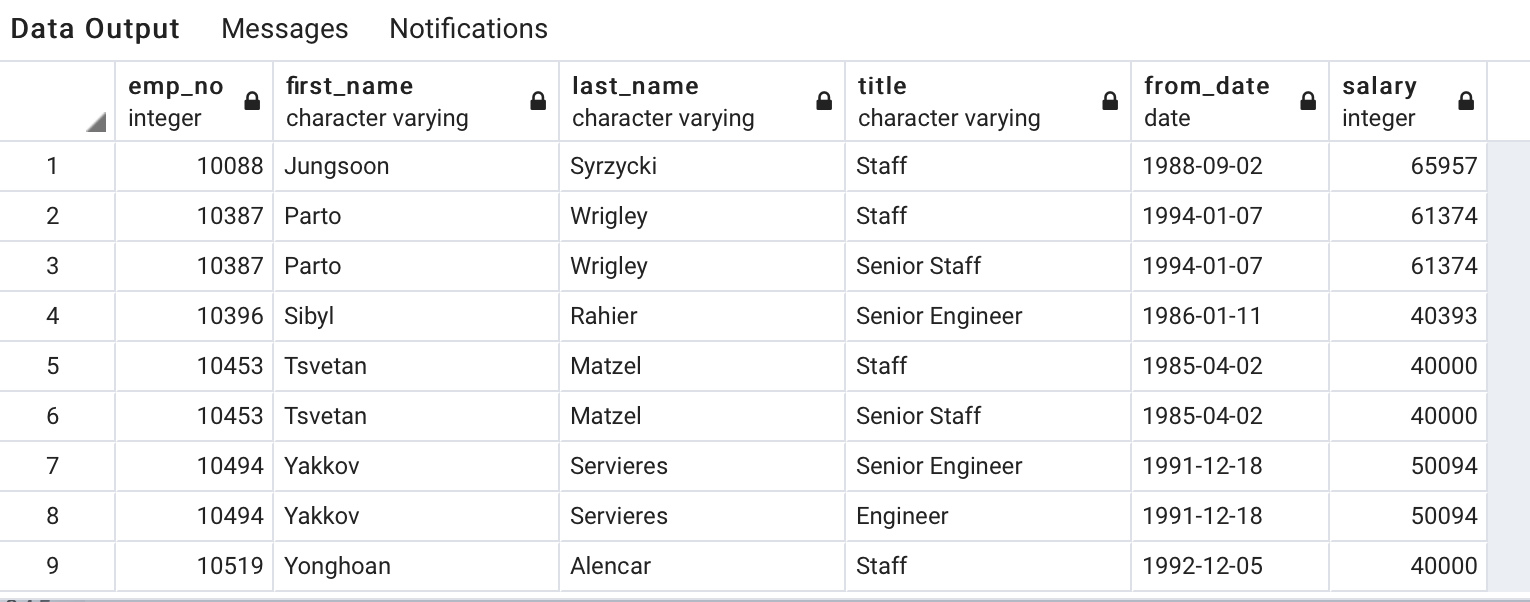 Data Output Messages Notifications
emp_no first_name last_name title from_date salary
integer character varying character varying character varying date integer
1 10088 Jungsoon Syrzycki Staff 1988-09-02 65957
2 10387 Parto Wrigley Staff 1994-01-07 61374
3 10387 Parto Wrigley Senior Staff 1994-01-07 61374
4 10396 Sibyl Rahier Senior Engineer 1986-01-11 40393
5 10453 Tsvetan Matzel Staff 1985-04-02 40000
6 10453 Tsvetan Matzel Senior Staff 1985-04-02 40000
7 10494 Yakkov Servieres Senior Engineer 1991-12-18 50094
8 10494 Yakkov Servieres Engineer 1991-12-18 50094
9 10519 Yonghoan Alencar Staff 1992-12-05 40000